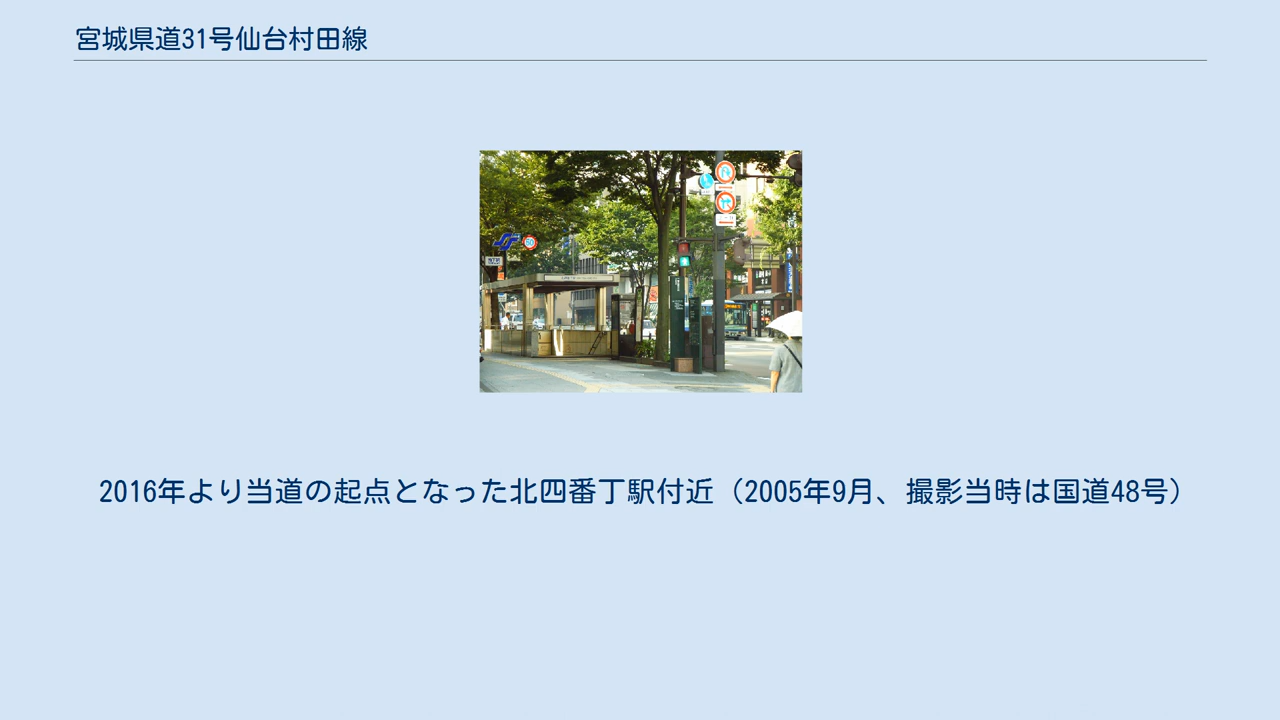 宮城県道31号仙台村田線
2016年より当道の起点となった北四番丁駅付近（2005年9月、撮影当時は国道48号）